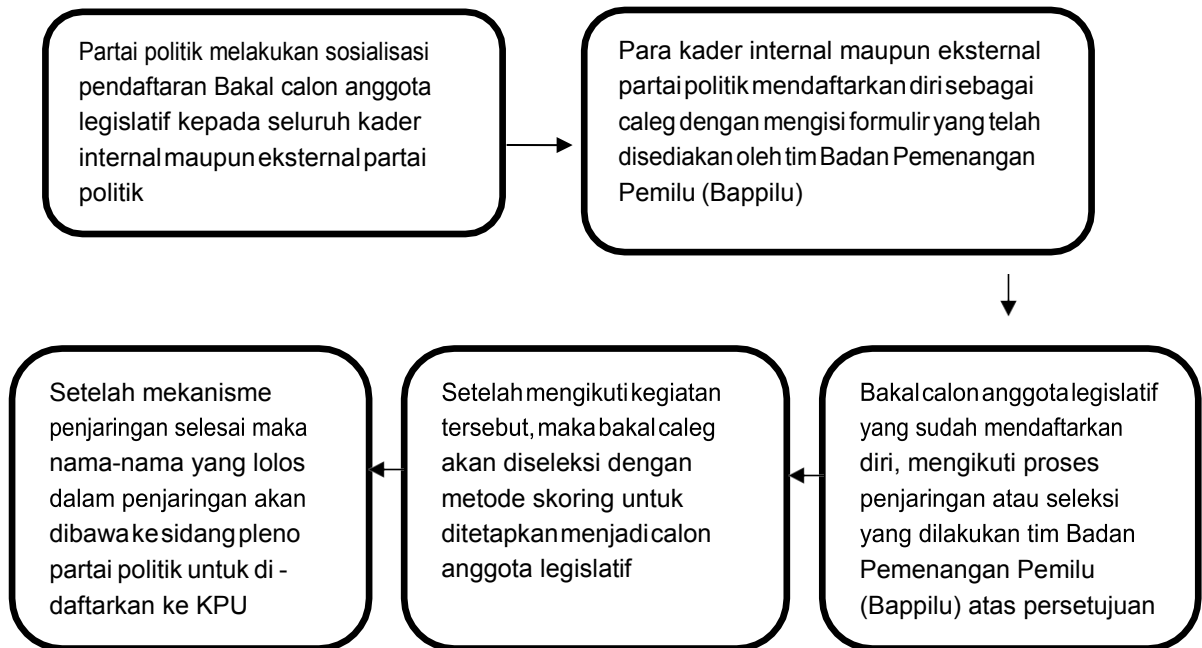 Partai politik melakukan sosialisasi
pendaftaran Bakal calon anggota
legislatif kepada seluruh kader
internal maupun eksternal partai
politik
Para kader internal maupun eksternal
partai politik mendaftarkan diri sebagai
caleg dengan mengisi formulir yang telah
disediakan oleh tim Badan Pemenangan
Pemilu (Bappilu)
Bakal calon anggota legislatif
yang sudah mendaftarkan
diri, mengikuti proses
penjaringan atau seleksi
yang dilakukan tim Badan
Pemenangan Pemilu
(Bappilu) atas persetujuan
Setelah mengikuti kegiatan
tersebut, maka bakal caleg
akan diseleksi dengan
metode skoring untuk
ditetapkan menjadi calon
anggota legislatif
Setelah mekanisme
penjaringan selesai maka
nama-nama yang lolos
dalam penjaringan akan
dibawa ke sidang pleno
partai politik untuk di -
daftarkan ke KPU